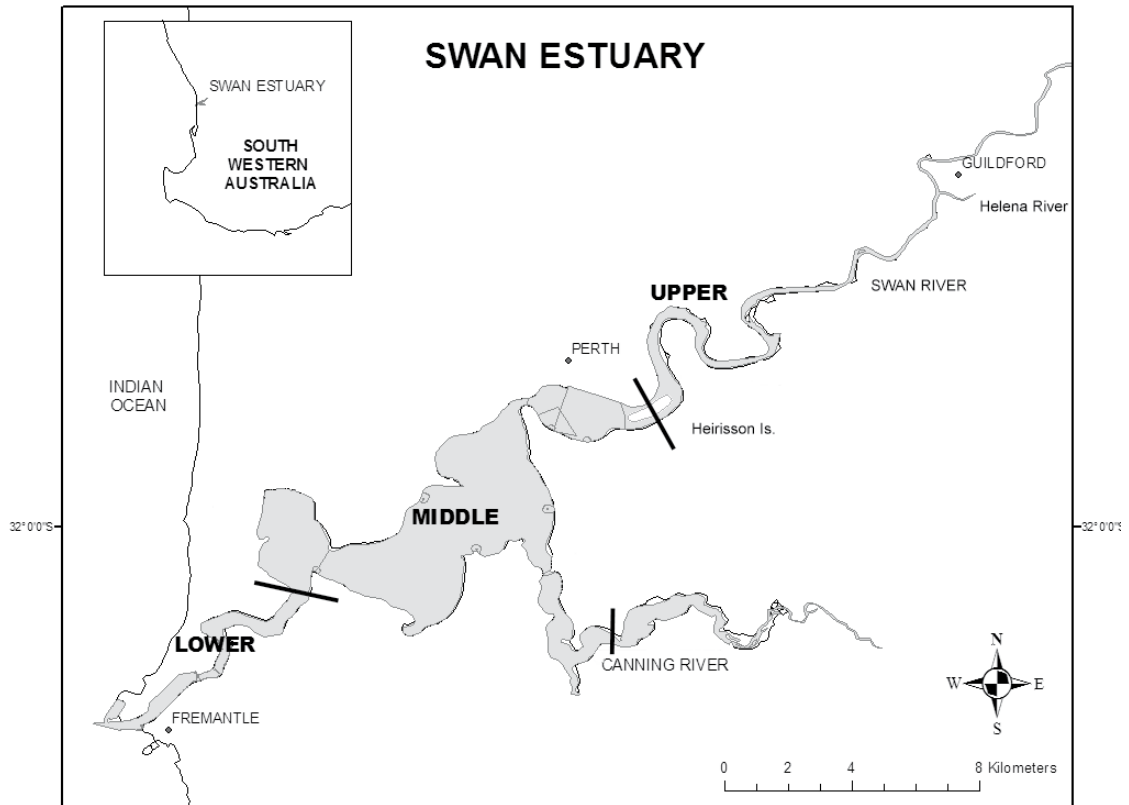 SWAN ESTUARY
SWAN ESTUARY
SOUTH
WESTERN
AUSTRALIA
GUILDFORD
Helena River
SWAN RIVER
UPPER
PERTH
INDIAN
OCEAN
Heirisson Is.
MIDDLE
32° 0'0"S
32° 0'0"S
LOWER
CANNING RIVER
FREMANTLE
N
W
E
S
0 2 4 8 Kilometers